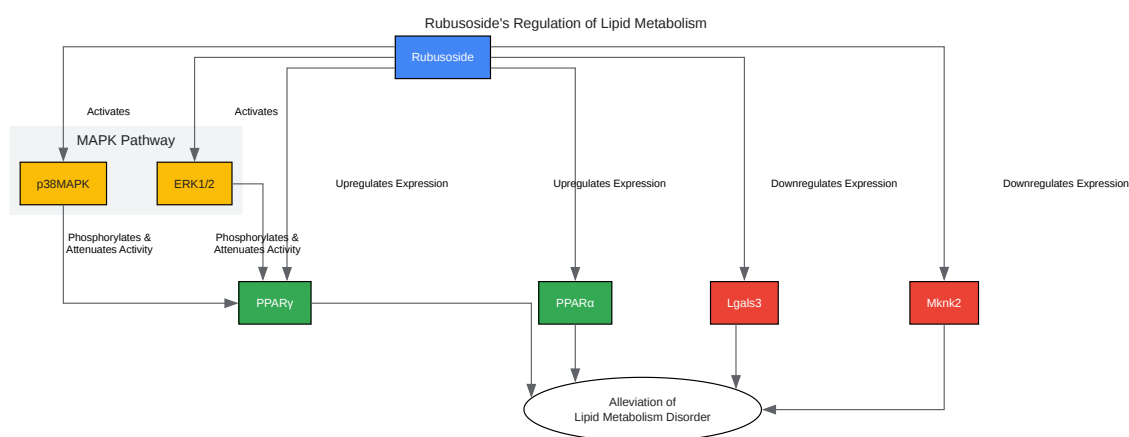 Rubusoside's Regulation of Lipid Metabolism
Rubusoside
Activates
Activates
MAPK Pathway
p38MAPK
ERK1/2
Upregulates Expression
Upregulates Expression
Downregulates Expression
Downregulates Expression
Phosphorylates &
Attenuates Activity
Phosphorylates &
Attenuates Activity
PPARγ
PPARα
Lgals3
Mknk2
Alleviation of
Lipid Metabolism Disorder